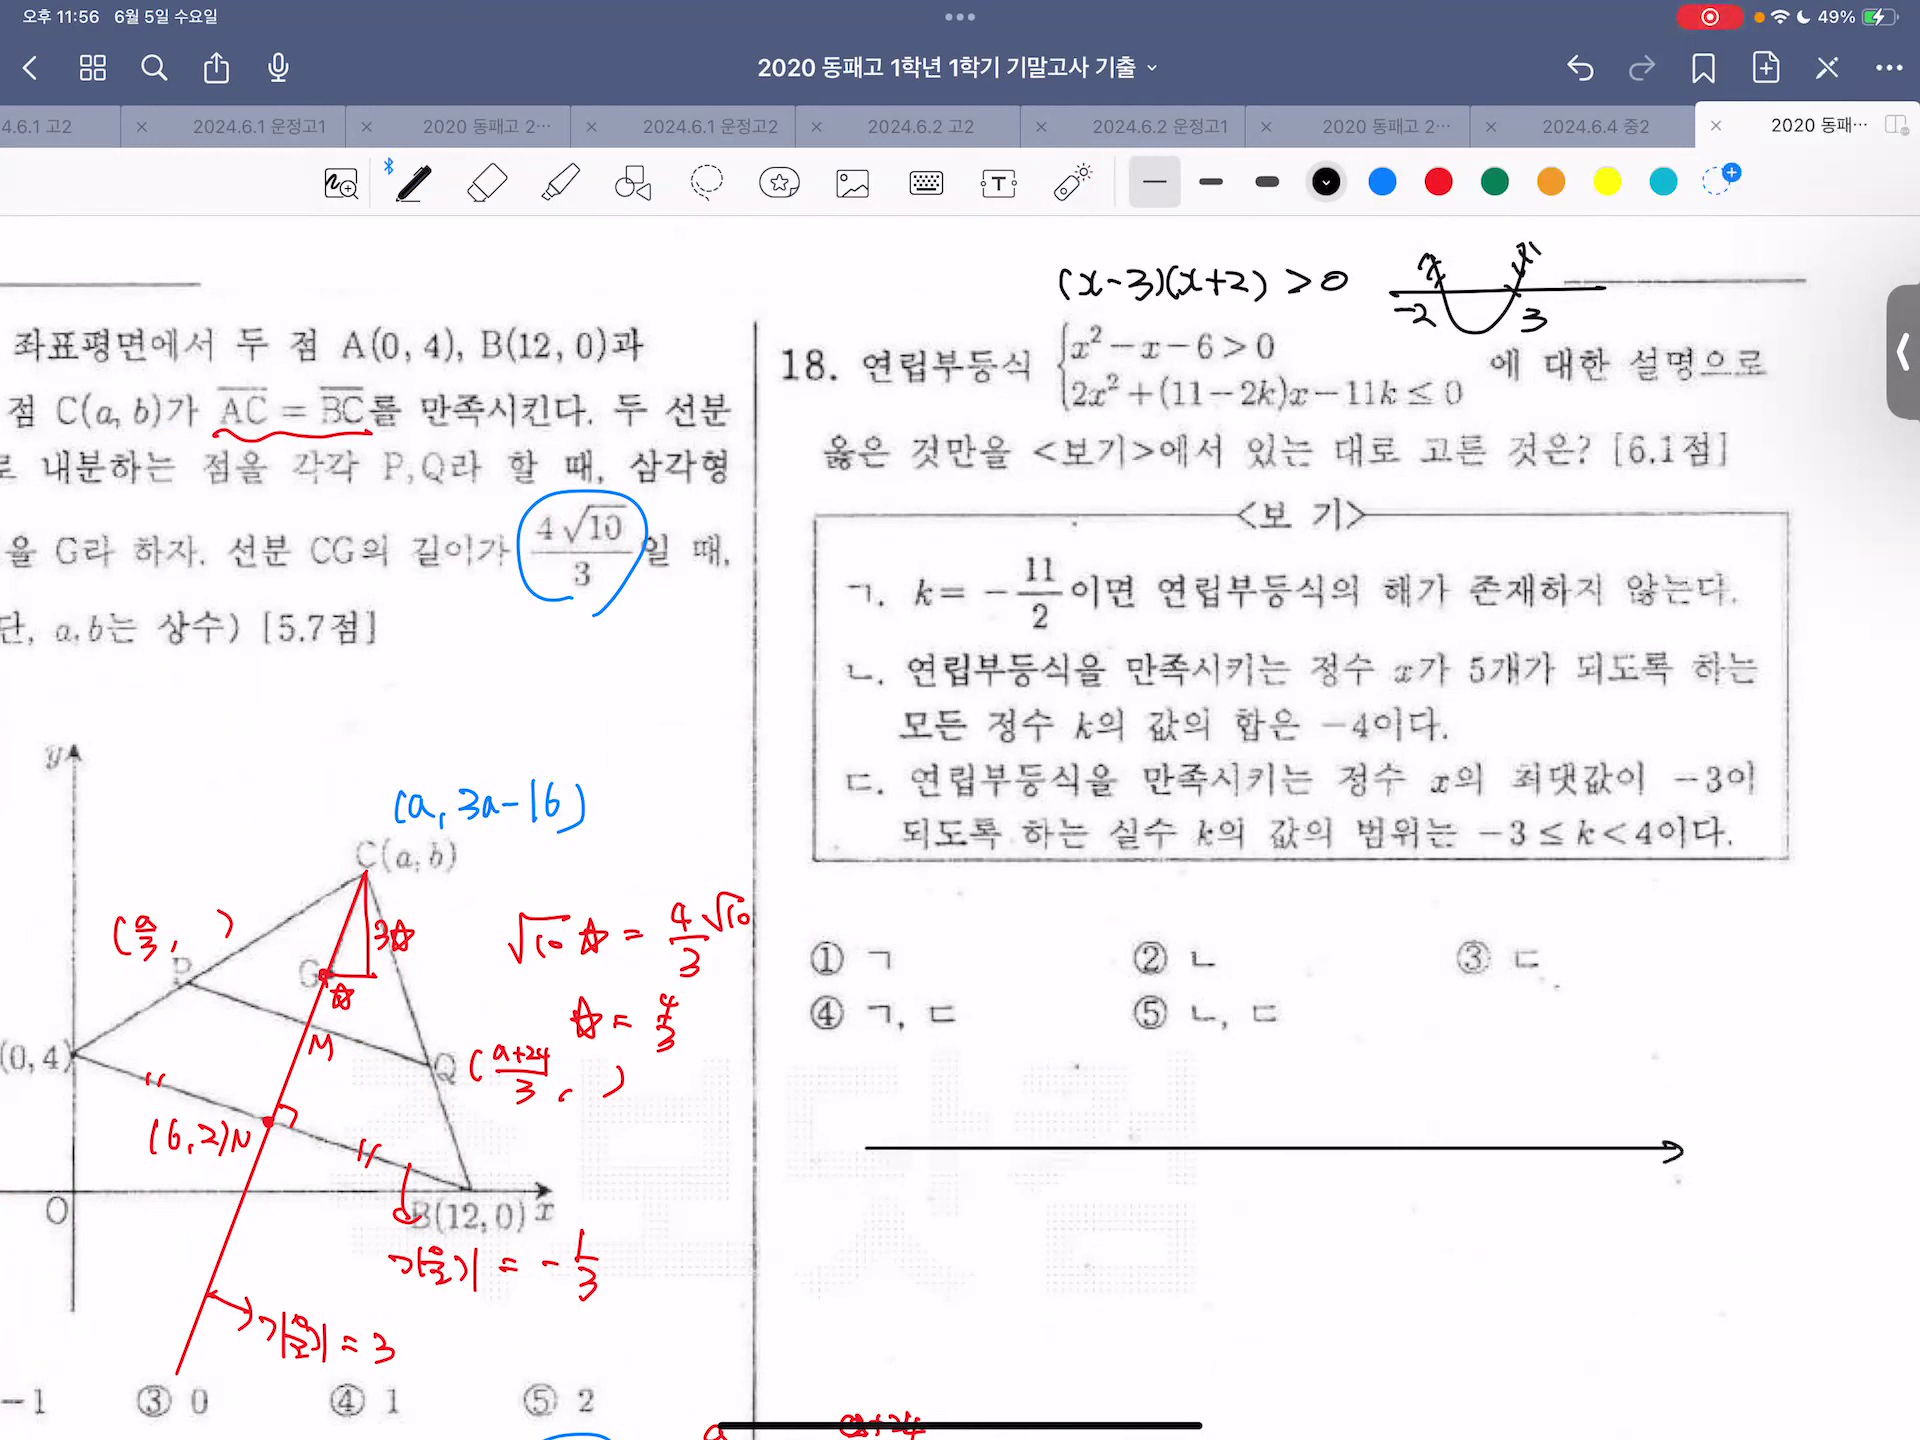 오후 11:56 6월 5일 수요일
49%
2020 동패고 1학년 1학기 기말고사 기출
4.6.1 고2
2024.6.1 운정고1
2020 동패고 2…
2024.6.1 운정고2
2024.6.2 고2
2024.6.2 운정고1
2020 동패고 2…
2024.6.4 중2
2020 동패…
좌표평면에서 두 점 A(0, 4), B(12, 0)과
점 C(a, b)가 AC = BC를 만족시킨다. 두 선분
로 내분하는 점을 각각 P, Q라 할 때, 삼각형
을 G라 하자. 선분 CG의 길이가 4√10/3 일 때,
단, a, b는 상수) [5.7점]
y
(a, 3a-16)
C(a, b)
(a/3, )
P
3☆
G
☆
√10 ☆ = 4/3 √10
☆ = 4/3
M
(0, 4)
Q
(a+24/3, )
(6, 2)N
O
B(12, 0) x
기울기 = -1/3
기울기 = 3
-1 ③ 0 ④ 1 ⑤ 2
a+24
(x-3)(x+2) > 0
-2 3
18. 연립부등식 { x² - x - 6 > 0
2x² + (11 - 2k)x - 11k ≤ 0 에 대한 설명으로
옳은 것만을 <보기>에서 있는 대로 고른 것은? [6.1점]
<보 기>
ㄱ. k = -11/2 이면 연립부등식의 해가 존재하지 않는다.
ㄴ. 연립부등식을 만족시키는 정수 x가 5개가 되도록 하는
모든 정수 k의 값의 합은 -4이다.
ㄷ. 연립부등식을 만족시키는 정수 x의 최댓값이 -3이
되도록 하는 실수 k의 값의 범위는 -3 ≤ k < 4이다.
① ㄱ ② ㄴ ③ ㄷ
④ ㄱ, ㄷ ⑤ ㄴ, ㄷ